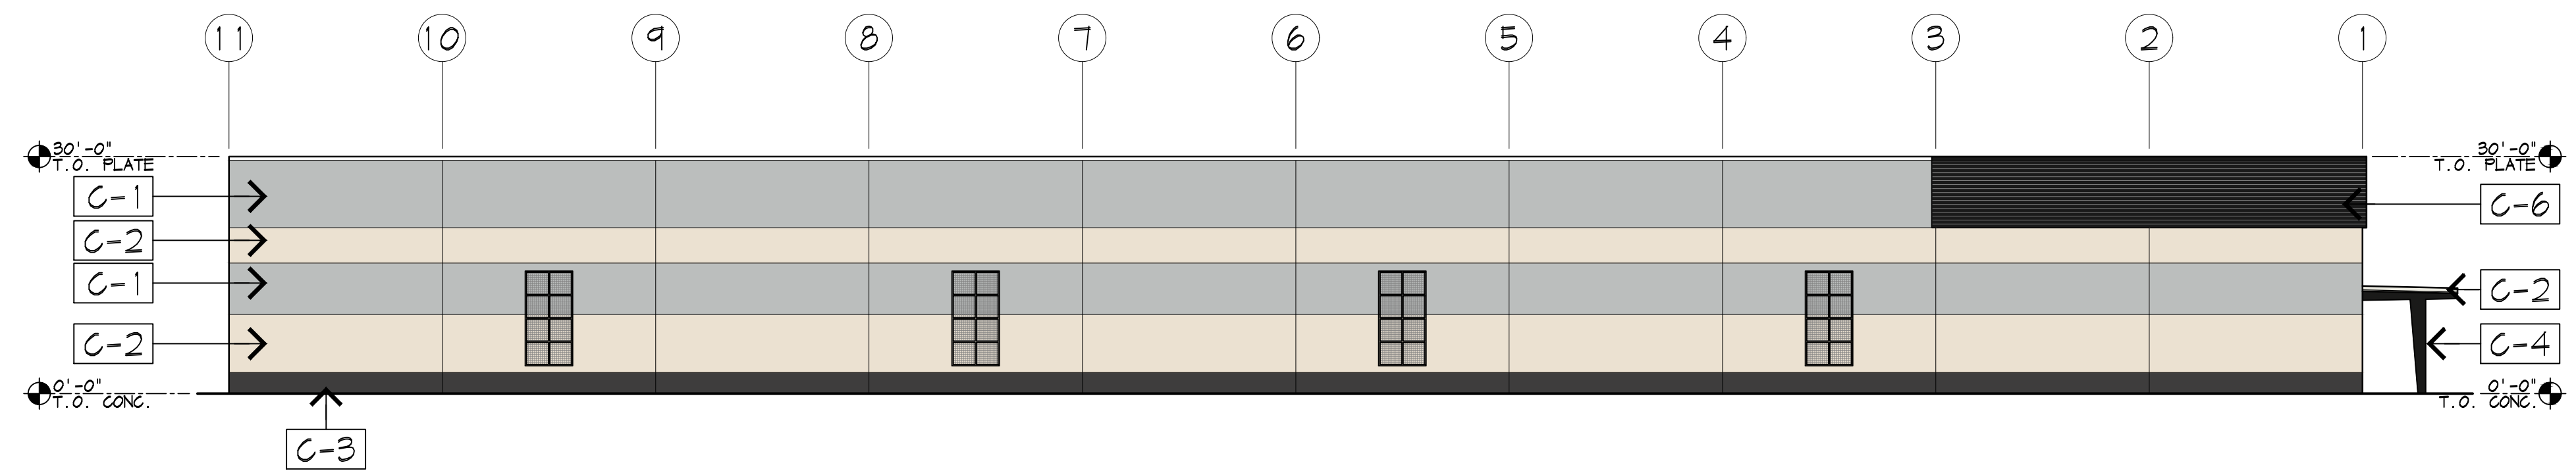 11 10 9 8 7 6 5 4 3 2 1
30'-0"
T.O. PLATE
30'-0"
T.O. PLATE
C-1
C-6
C-2
C-1
C-2
C-2
C-4
0'-0"
T.O. CONC.
0'-0"
T.O. CONC.
C-3